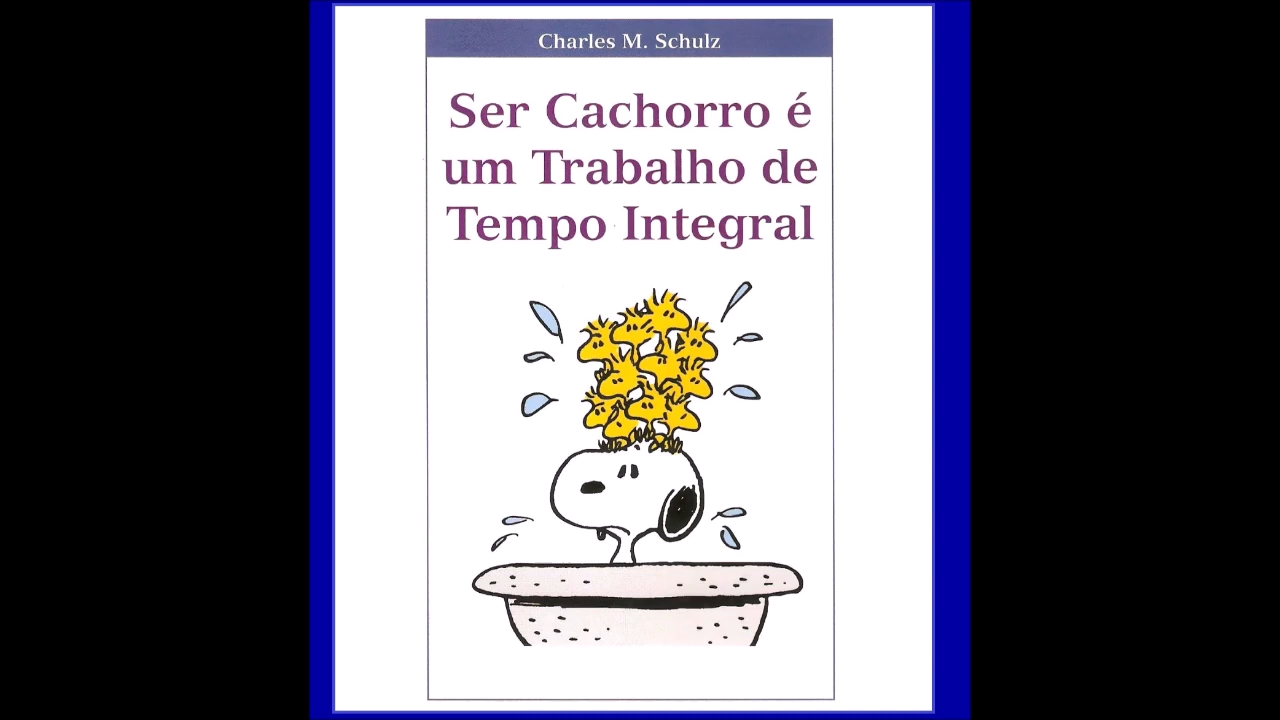 Charles M. Schulz
Ser Cachorro é
um Trabalho de
Tempo Integral